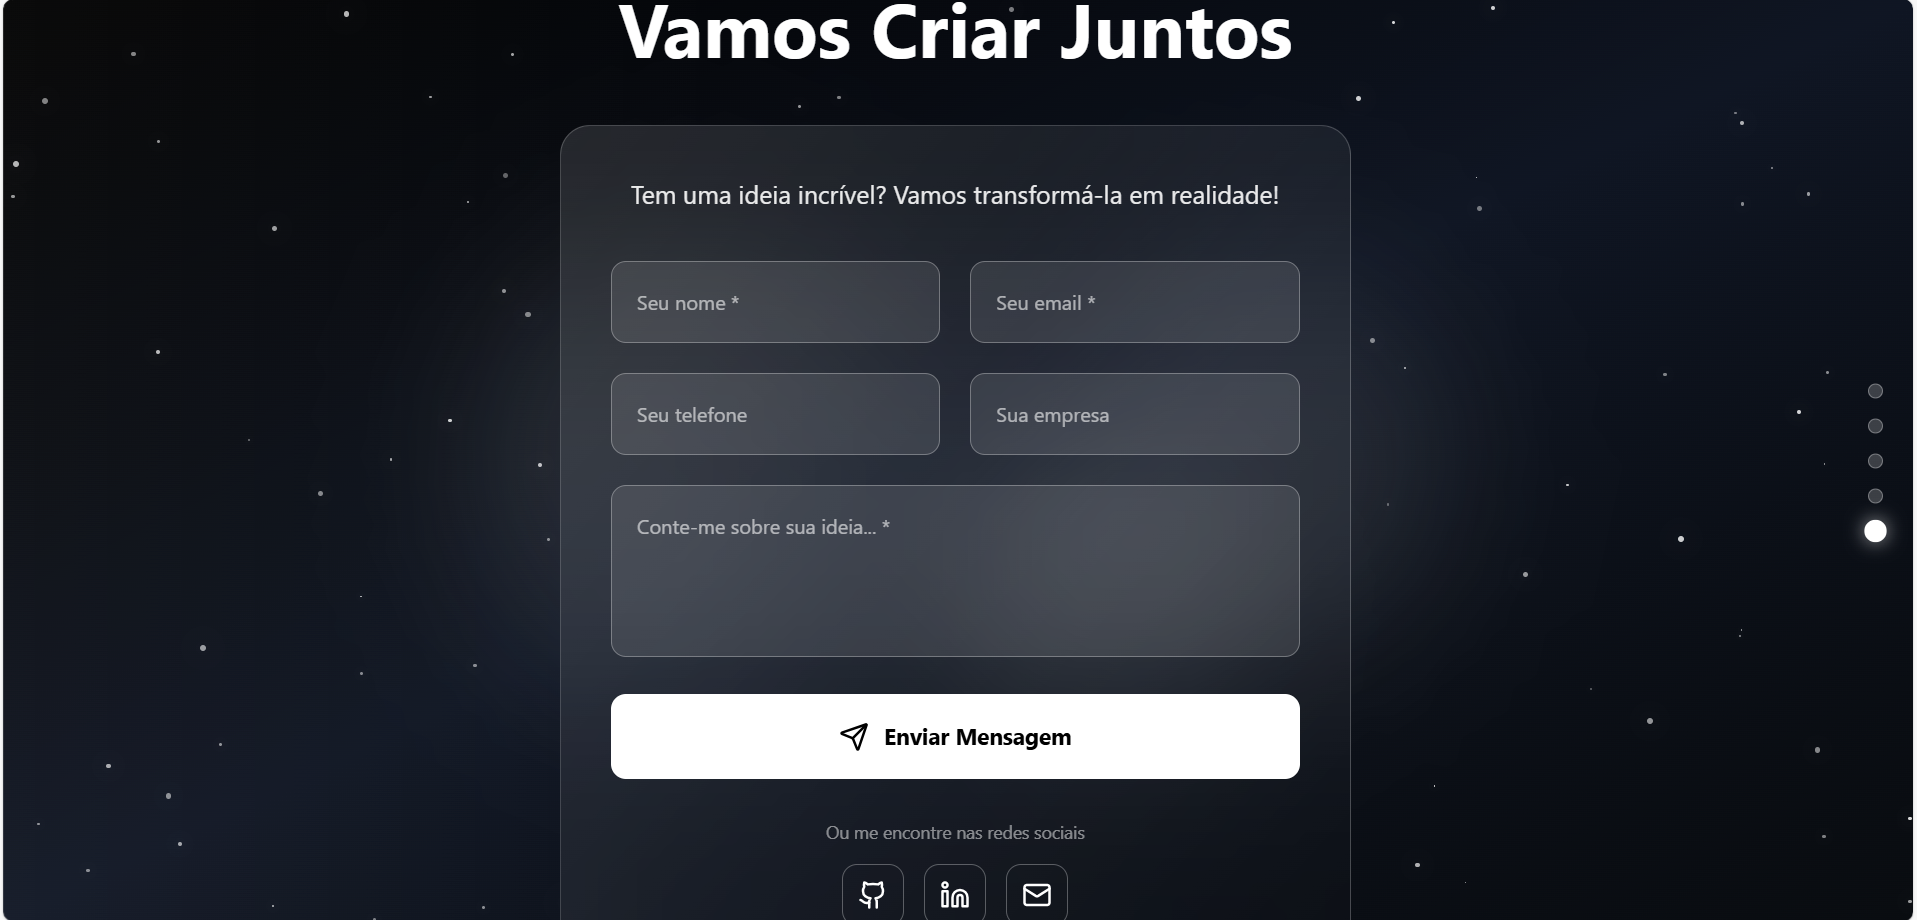 Vamos Criar Juntos
Tem uma ideia incrível? Vamos transformá-la em realidade!
Seu nome *
Seu email *
Seu telefone
Sua empresa
Conte-me sobre sua ideia... *
Enviar Mensagem
Ou me encontre nas redes sociais
in